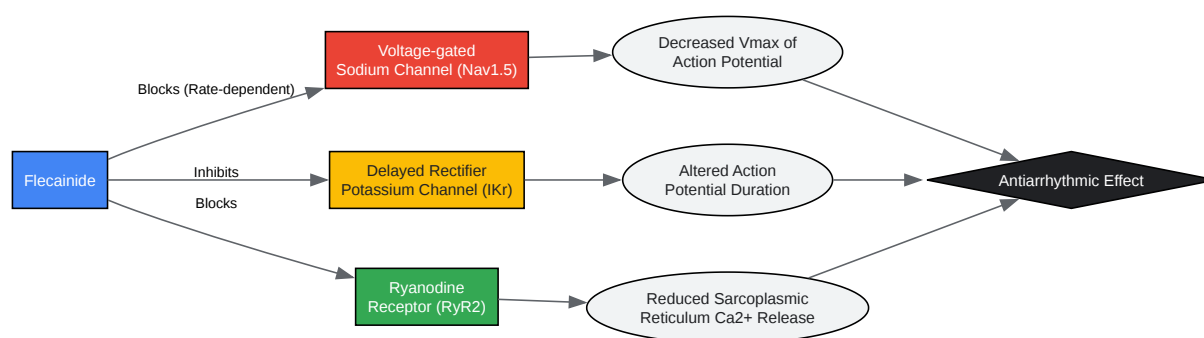 Flecainide
Blocks (Rate-dependent)
Inhibits
Blocks
Voltage-gated
Sodium Channel (Nav1.5)
Delayed Rectifier
Potassium Channel (IKr)
Ryanodine
Receptor (RyR2)
Decreased Vmax of
Action Potential
Altered Action
Potential Duration
Reduced Sarcoplasmic
Reticulum Ca2+ Release
Antiarrhythmic Effect